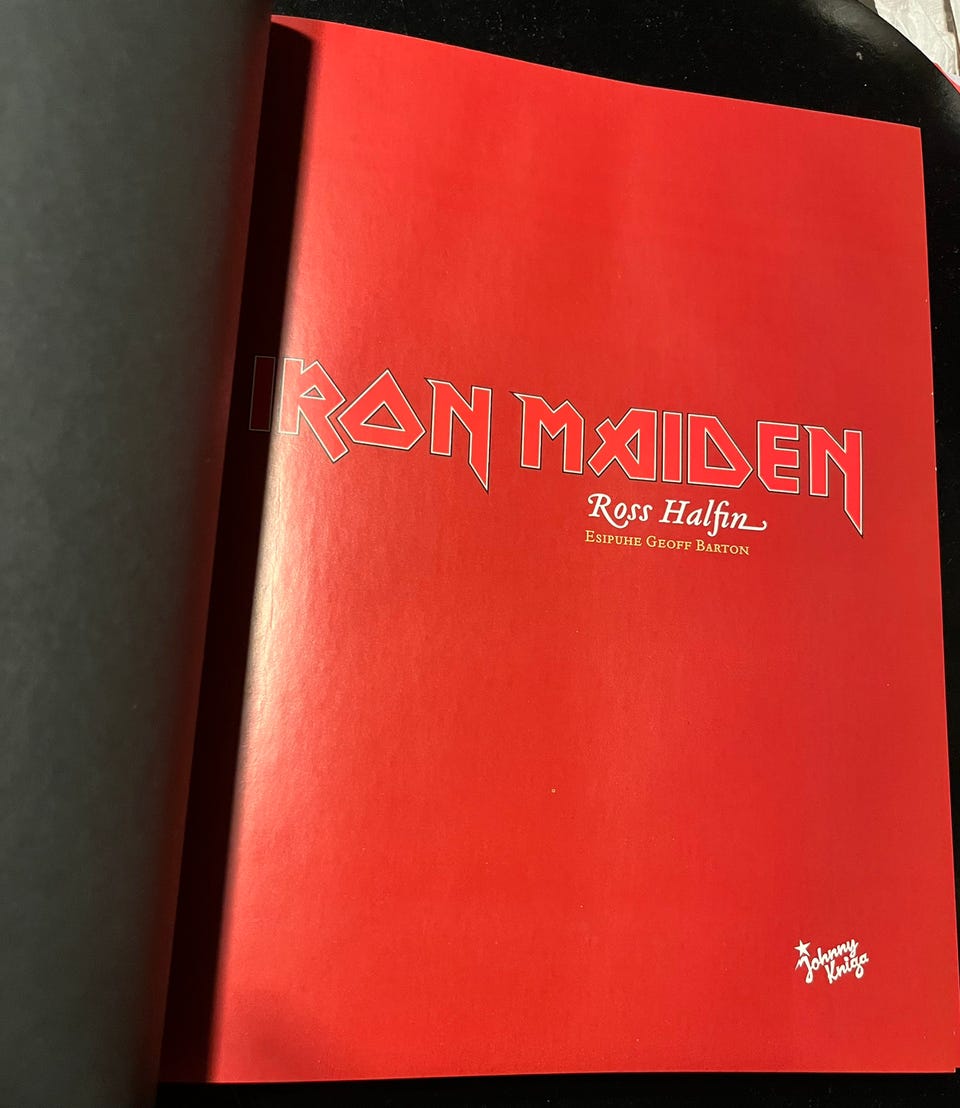 IRON MAIDEN
Ross Halfin
ESIPUHE GEOFF BARTON
Johnny
Kniga